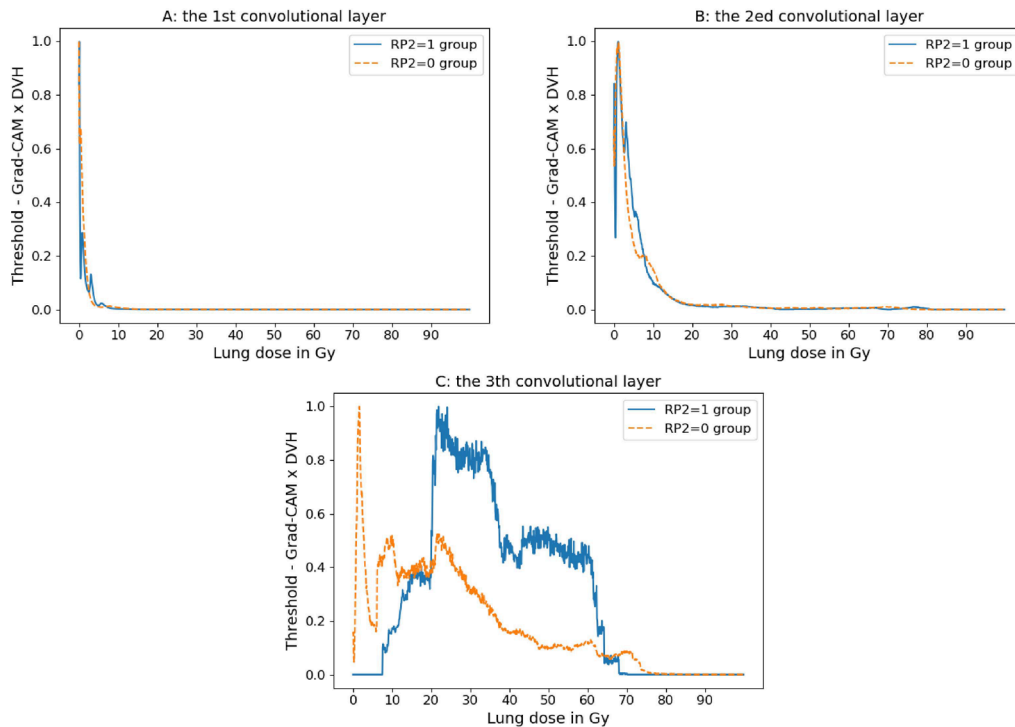 A: the 1st convolutional layer
Threshold - Grad-CAM x DVH
1.0
0.8
0.6
0.4
0.2
0.0
RP2=1 group
RP2=0 group
0 10 20 30 40 50 60 70 80 90
Lung dose in Gy
B: the 2ed convolutional layer
Threshold - Grad-CAM x DVH
1.0
0.8
0.6
0.4
0.2
0.0
RP2=1 group
RP2=0 group
0 10 20 30 40 50 60 70 80 90
Lung dose in Gy
C: the 3th convolutional layer
Threshold - Grad-CAM x DVH
1.0
0.8
0.6
0.4
0.2
0.0
RP2=1 group
RP2=0 group
0 10 20 30 40 50 60 70 80 90
Lung dose in Gy